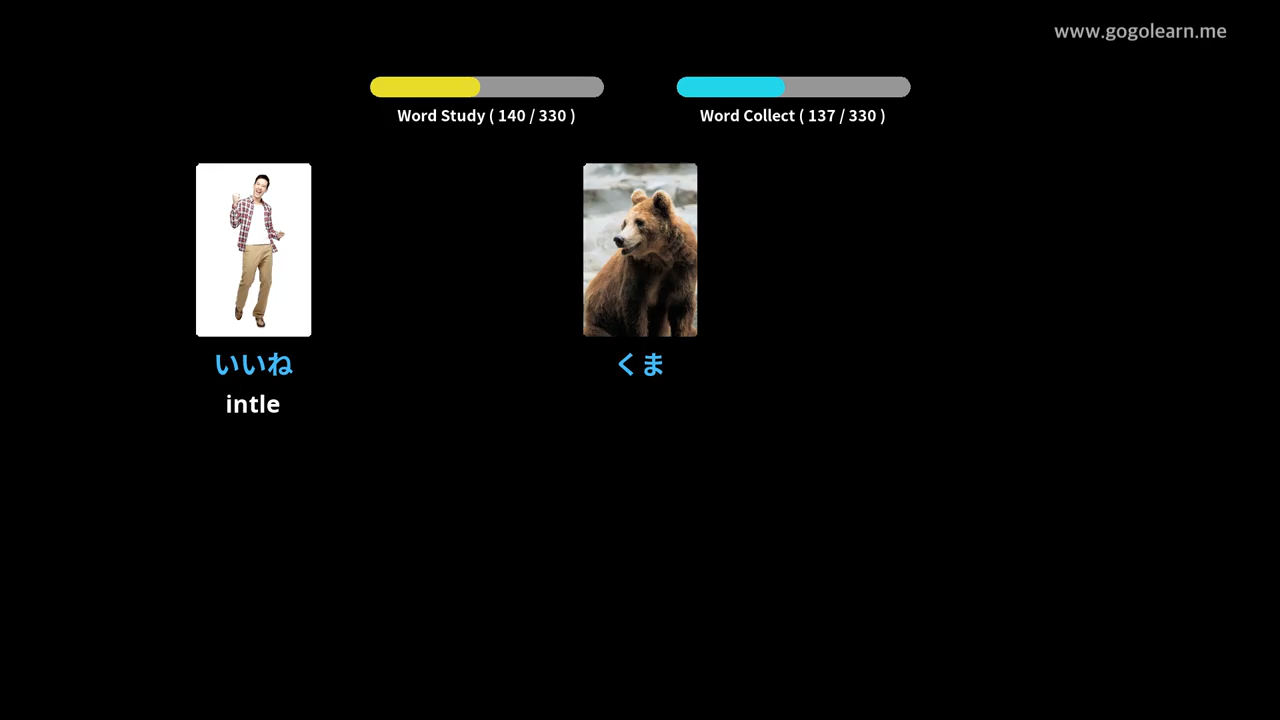 www.gogolearn.me
Word Study ( 140 / 330 )
Word Collect ( 137 / 330 )
いいね
くま
intle